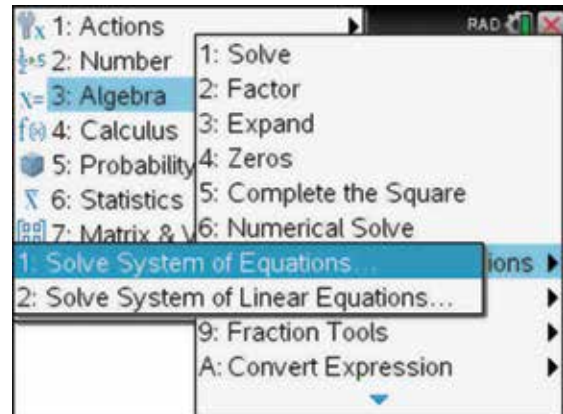 1: Actions
RAD
2: Number
3: Algebra
4: Calculus
5: Probability
6: Statistics
7: Matrix & V
1: Solve
2: Factor
3: Expand
4: Zeros
5: Complete the Square
6: Numerical Solve
ions
1: Solve System of Equations...
2: Solve System of Linear Equations...
9: Fraction Tools
A: Convert Expression